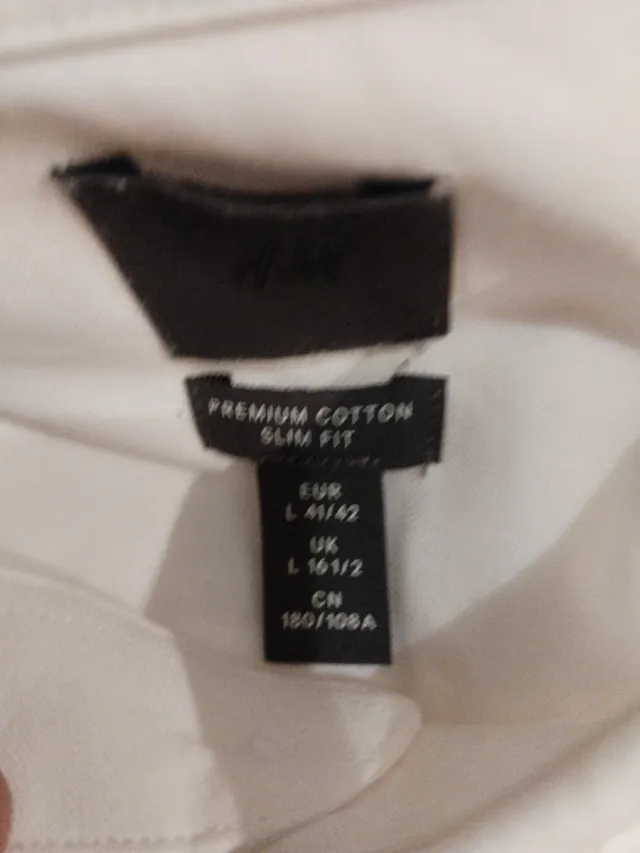 H&M
PREMIUM COTTON
SLIM FIT
EUR
L 41/42
UK
L 16 1/2
CN
180/108A